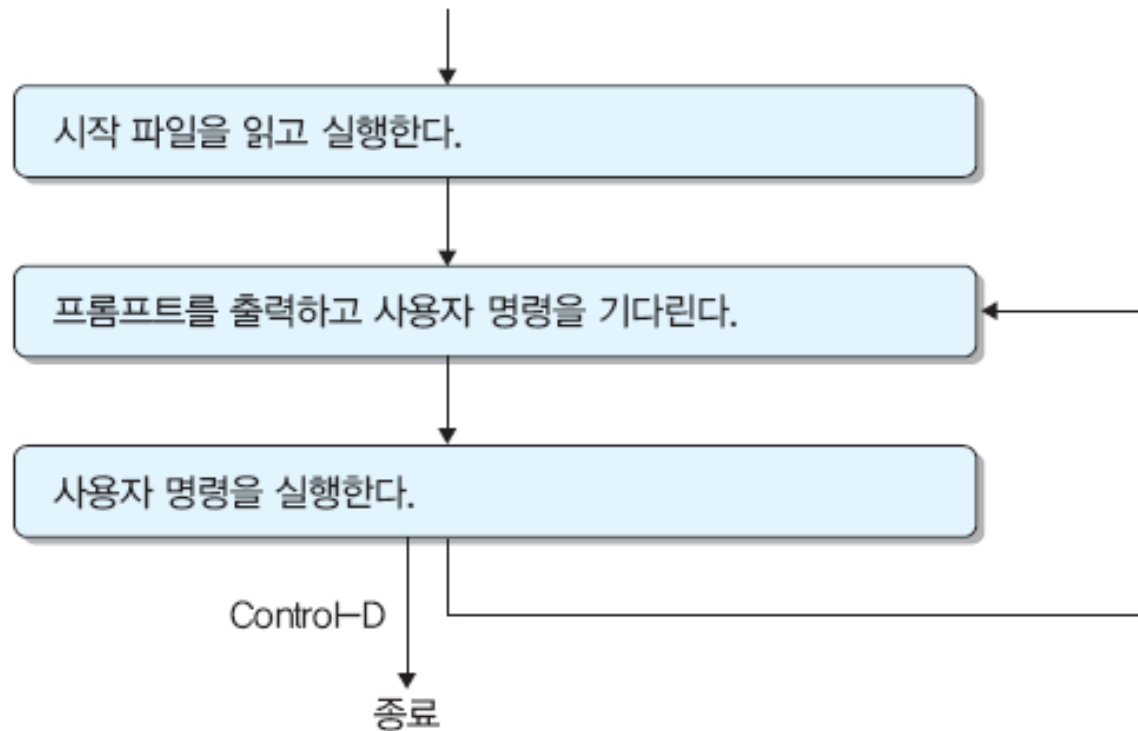 시작 파일을 읽고 실행한다.
프롬프트를 출력하고 사용자 명령을 기다린다.
사용자 명령을 실행한다.
Control-D
종료